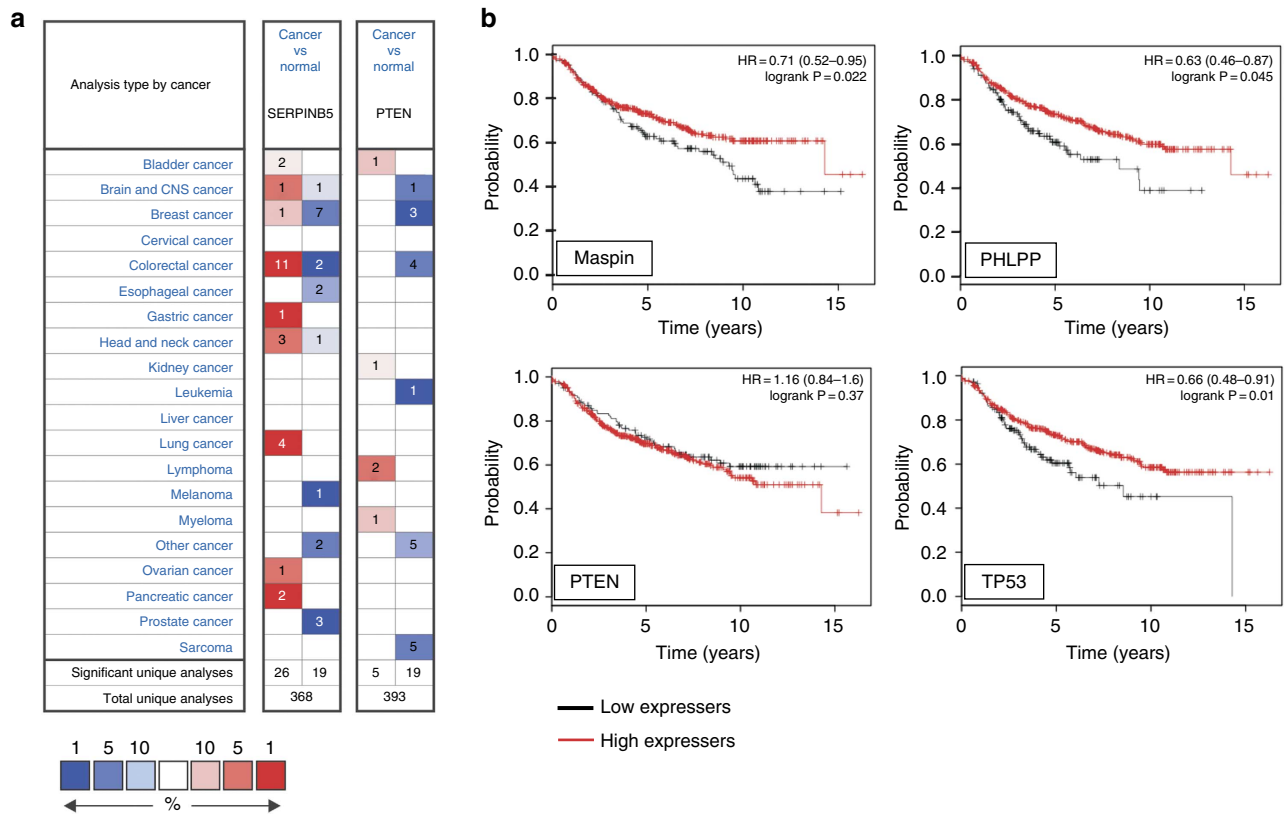 a
Analysis type by cancer
Cancer
vs
normal
SERPINB5
Cancer
vs
normal
PTEN
Bladder cancer 2 1
Brain and CNS cancer 1 1 1
Breast cancer 1 7 3
Cervical cancer
Colorectal cancer 11 2 4
Esophageal cancer 2
Gastric cancer 1
Head and neck cancer 3 1
Kidney cancer 1
Leukemia 1
Liver cancer
Lung cancer 4
Lymphoma 2
Melanoma 1
Myeloma 1
Other cancer 2 5
Ovarian cancer 1
Pancreatic cancer 2
Prostate cancer 3
Sarcoma 5
Significant unique analyses 26 19 5 19
Total unique analyses 368 393
1 5 10 10 5 1
%
b
HR = 0.71 (0.52–0.95)
logrank P = 0.022
Probability
1.0
0.8
0.6
0.4
0.2
0.0
Maspin
0 5 10 15
Time (years)
HR = 0.63 (0.46–0.87)
logrank P = 0.045
Probability
1.0
0.8
0.6
0.4
0.2
0.0
PHLPP
0 5 10 15
Time (years)
HR = 1.16 (0.84–1.6)
logrank P = 0.37
Probability
1.0
0.8
0.6
0.4
0.2
0.0
PTEN
0 5 10 15
Time (years)
HR = 0.66 (0.48–0.91)
logrank P = 0.01
Probability
1.0
0.8
0.6
0.4
0.2
0.0
TP53
0 5 10 15
Time (years)
Low expressers
High expressers